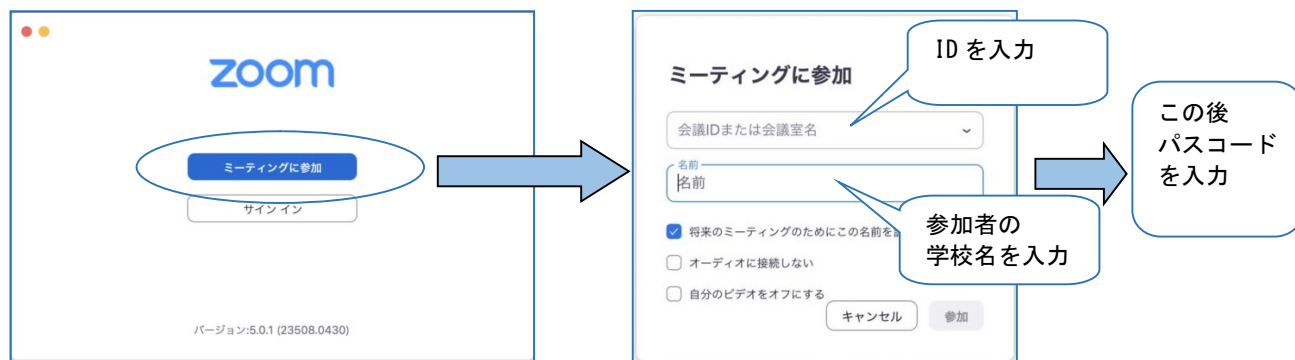 zoom
ミーティングに参加
サイン イン
バージョン:5.0.1 (23508.0430)
ミーティングに参加
IDを入力
会議IDまたは会議室名
名前
名前
参加者の
学校名を入力
将来のミーティングのためにこの名前を
オーディオに接続しない
自分のビデオをオフにする
キャンセル
参加
この後
パスコード
を入力